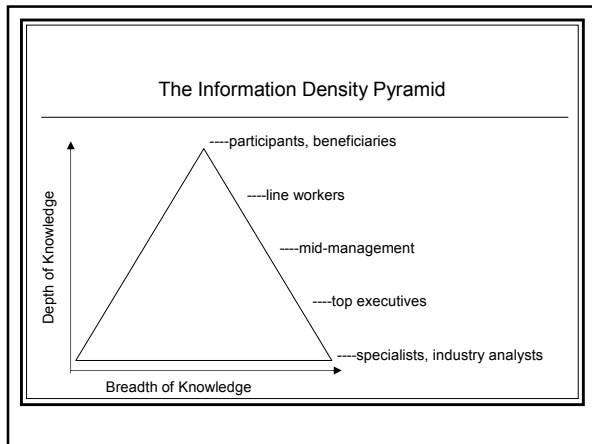 The Information Density Pyramid
----participants, beneficiaries
----line workers
----mid-management
----top executives
----specialists, industry analysts
Depth of Knowledge
Breadth of Knowledge